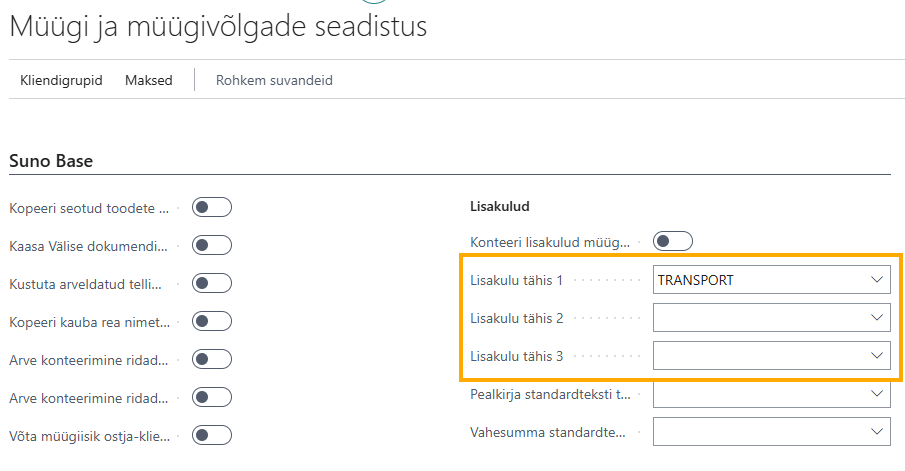 Müügi ja müügivõlgade seadistus
Kliendigrupid Maksed Rohkem suvandeid
Suno Base
Kopeeri seotud toodete ...
Kaasa Välise dokumendi...
Kustuta arveldatud telli...
Kopeeri kauba rea nimet...
Arve konteerimine ridad...
Arve konteerimine ridad...
Võta müügiisik ostja-klie...
Lisakulud
Konteeri lisakulud müüg...
Lisakulu tähis 1 TRANSPORT
Lisakulu tähis 2
Lisakulu tähis 3
Pealkirja standardteksti t...
Vahesumma standardte...